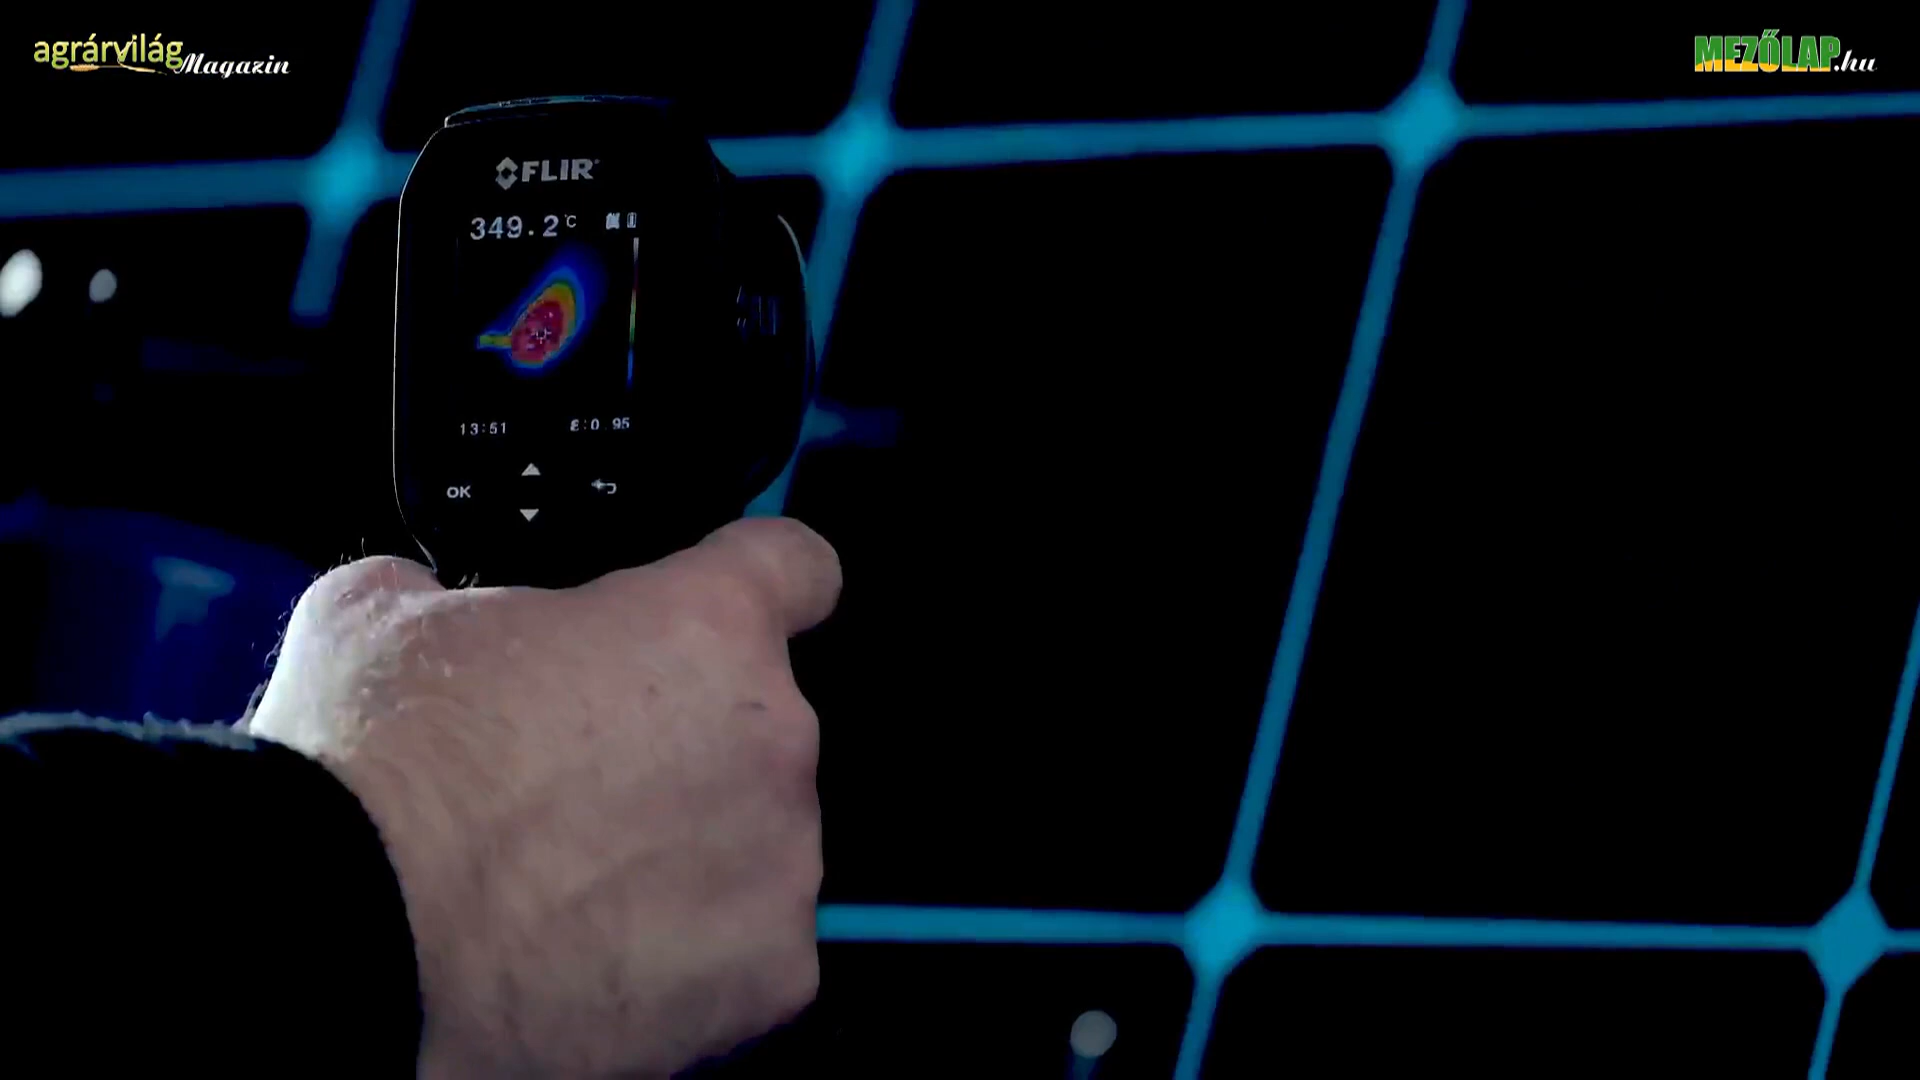 agrárvilág
Magazin
MEZŐLAP.hu
FLIR
349.2°C
13:51 ε:0.95
OK